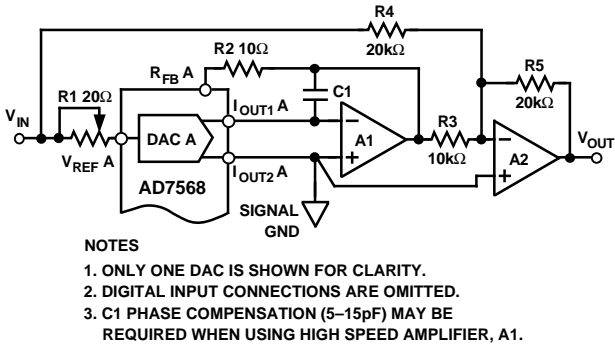 R4
20kΩ
R2 10Ω
R5
20kΩ
RFB A
C1
R1 20Ω
IOUT1 A
VIN
R3
10kΩ
VOUT
DAC A
A1
A2
VREF A
IOUT2 A
AD7568
SIGNAL
GND
NOTES
1. ONLY ONE DAC IS SHOWN FOR CLARITY.
2. DIGITAL INPUT CONNECTIONS ARE OMITTED.
3. C1 PHASE COMPENSATION (5–15pF) MAY BE
REQUIRED WHEN USING HIGH SPEED AMPLIFIER, A1.